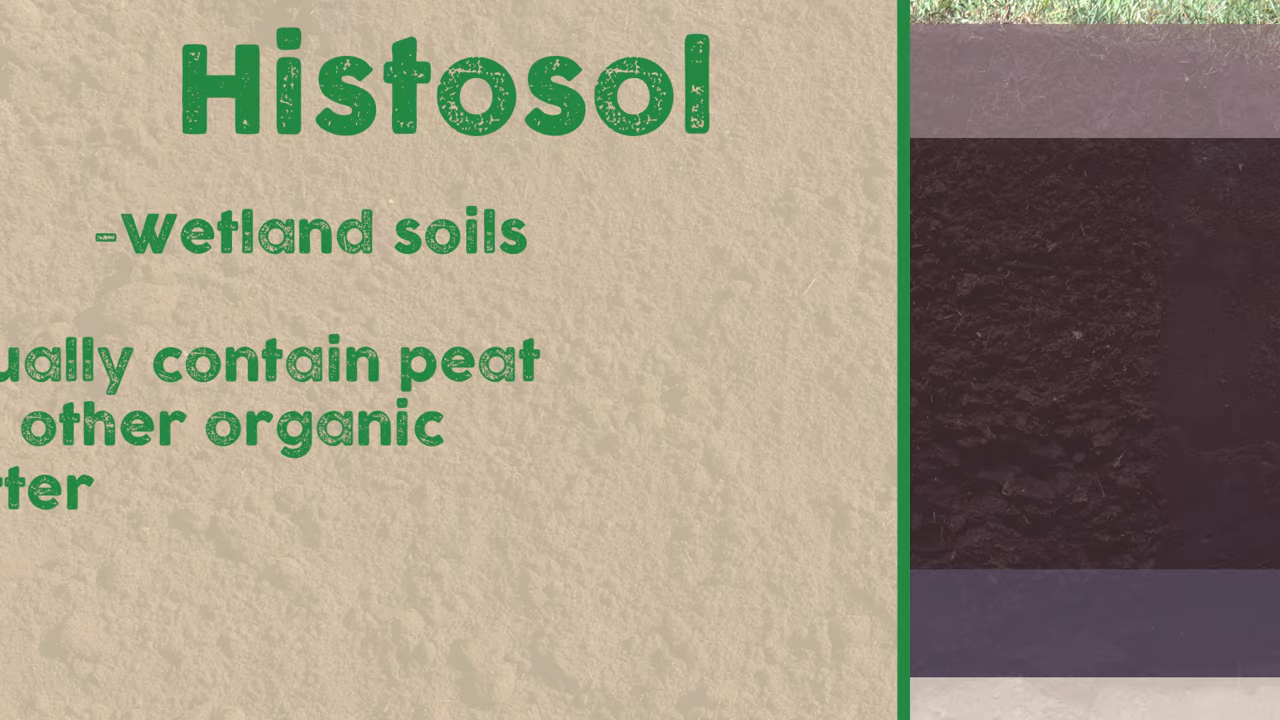 Histosol
-Wetland soils
ually contain peat
other organic
ter